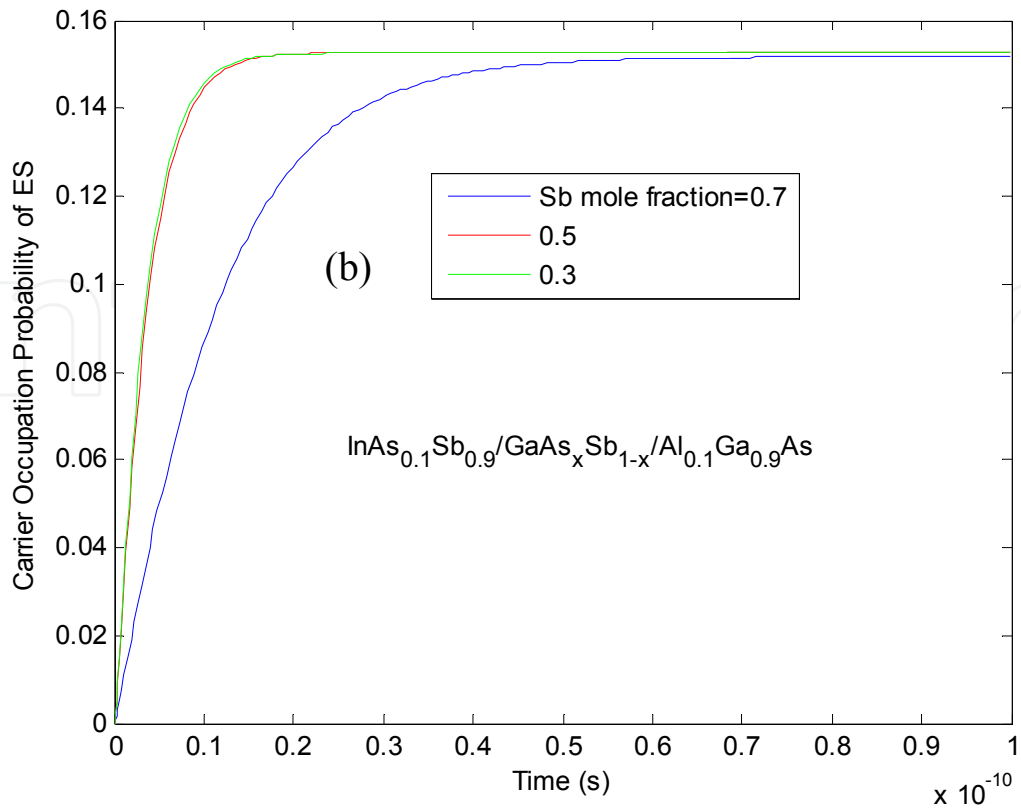 0.16
0.14
0.12
0.1
0.08
0.06
0.04
0.02
0
Carrier Occupation Probability of ES
Sb mole fraction=0.7
0.5
0.3
(b)
InAs0.1Sb0.9/GaAsxSb1-x/Al0.1Ga0.9As
0 0.1 0.2 0.3 0.4 0.5 0.6 0.7 0.8 0.9 1
Time (s)
x 10-10